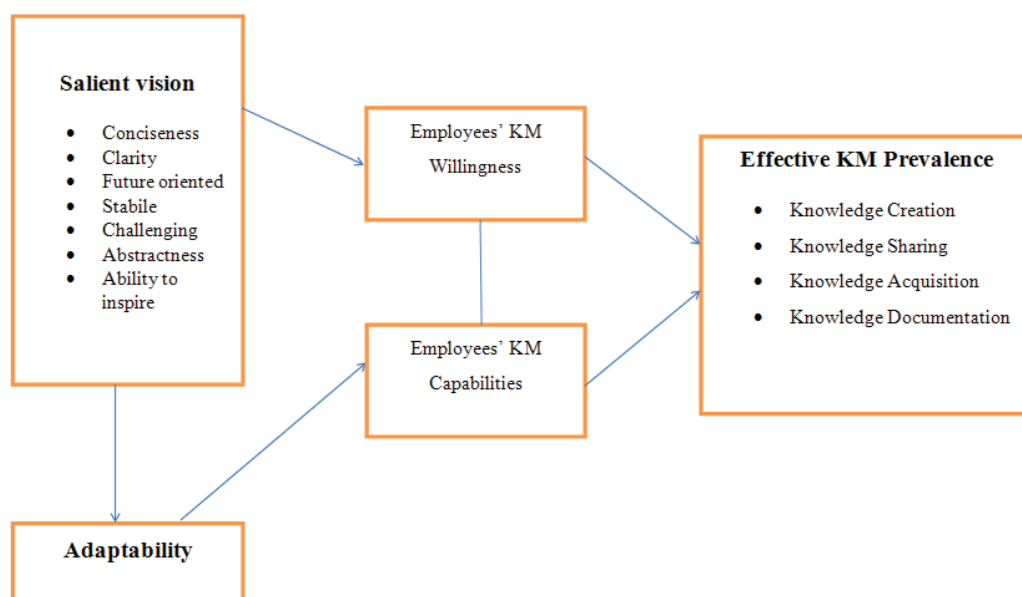 Salient vision
• Conciseness
• Clarity
• Future oriented
• Stabile
• Challenging
• Abstractness
• Ability to
inspire
Employees’ KM
Willingness
Employees’ KM
Capabilities
Effective KM Prevalence
• Knowledge Creation
• Knowledge Sharing
• Knowledge Acquisition
• Knowledge Documentation
Adaptability